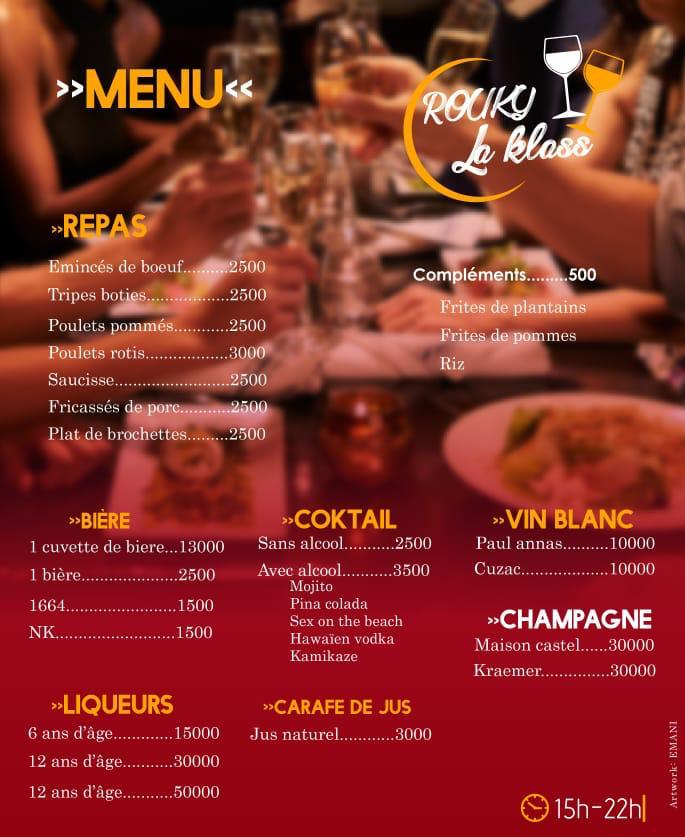 ››MENU‹‹
ROUKY
La klass
››REPAS
Emincés de boeuf..........2500
Tripes boties..................2500
Poulets pommés............2500
Poulets rotis..................3000
Saucisse.........................2500
Fricassés de porc...........2500
Plat de brochettes.........2500
Compléments.........500
Frites de plantains
Frites de pommes
Riz
››BIÈRE
1 cuvette de biere...13000
1 bière.....................2500
1664........................1500
NK..........................1500
››COKTAIL
Sans alcool...........2500
Avec alcool...........3500
Mojito
Pina colada
Sex on the beach
Hawaïen vodka
Kamikaze
››VIN BLANC
Paul annas..........10000
Cuzac...................10000
››CHAMPAGNE
Maison castel......30000
Kraemer...............30000
››LIQUEURS
6 ans d’âge.............15000
12 ans d’âge...........30000
12 ans d’âge...........50000
››CARAFE DE JUS
Jus naturel............3000
15h-22h
Artwork: EMANI